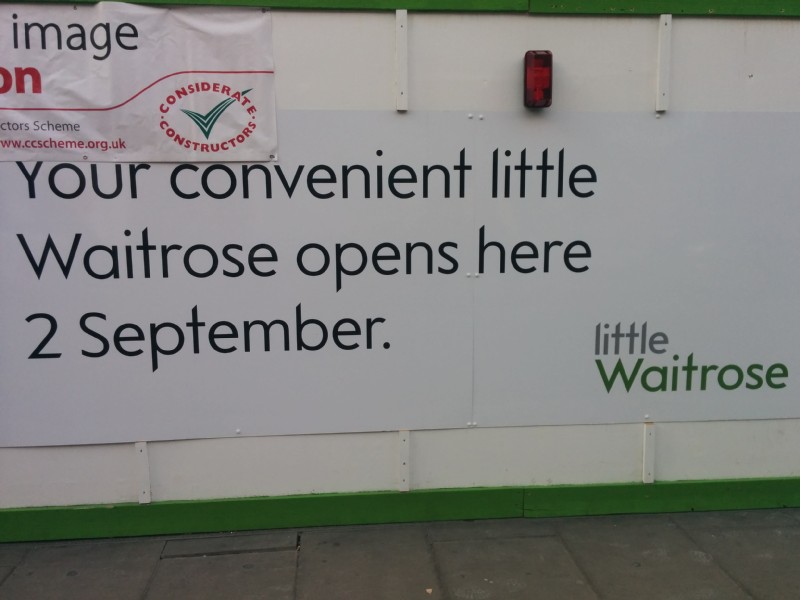 image
on
ctors Scheme
ww.ccscheme.org.uk
CONSIDERATE
CONSTRUCTORS
Your convenient little
Waitrose opens here
2 September.
little
Waitrose